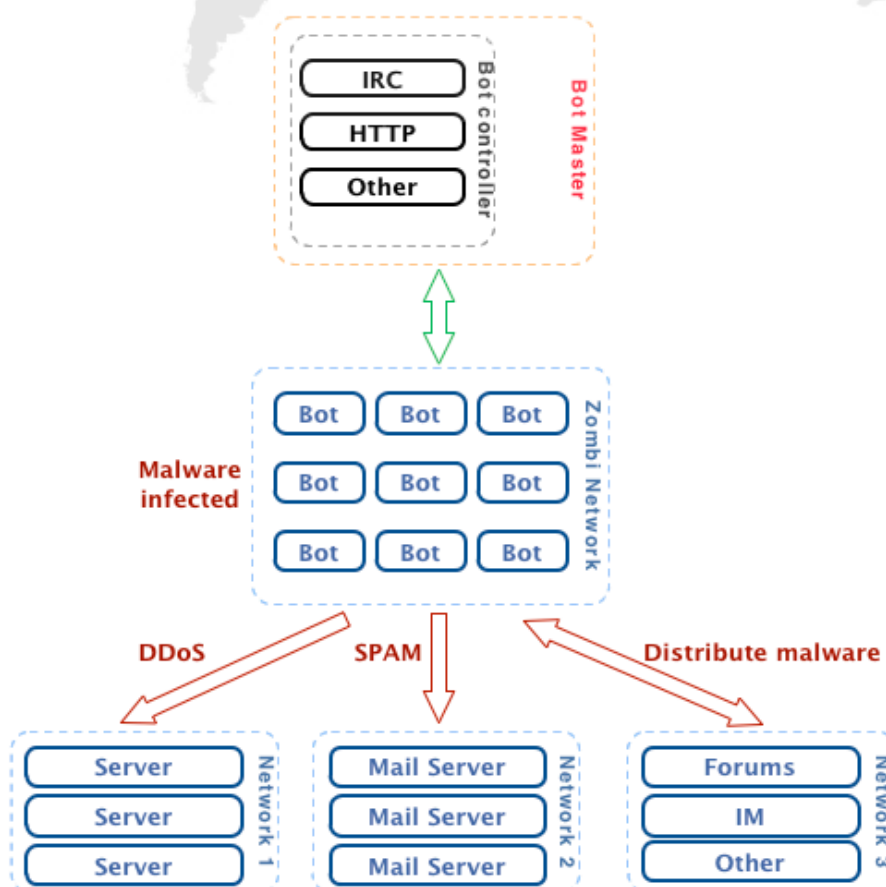 IRC
HTTP
Other
Bot controller
Bot Master
Bot Bot Bot
Bot Bot Bot
Bot Bot Bot
Zombi Network
Malware
infected
DDoS
SPAM
Distribute malware
Server
Server
Server
Network 1
Mail Server
Mail Server
Mail Server
Network 2
Forums
IM
Other
Network 3